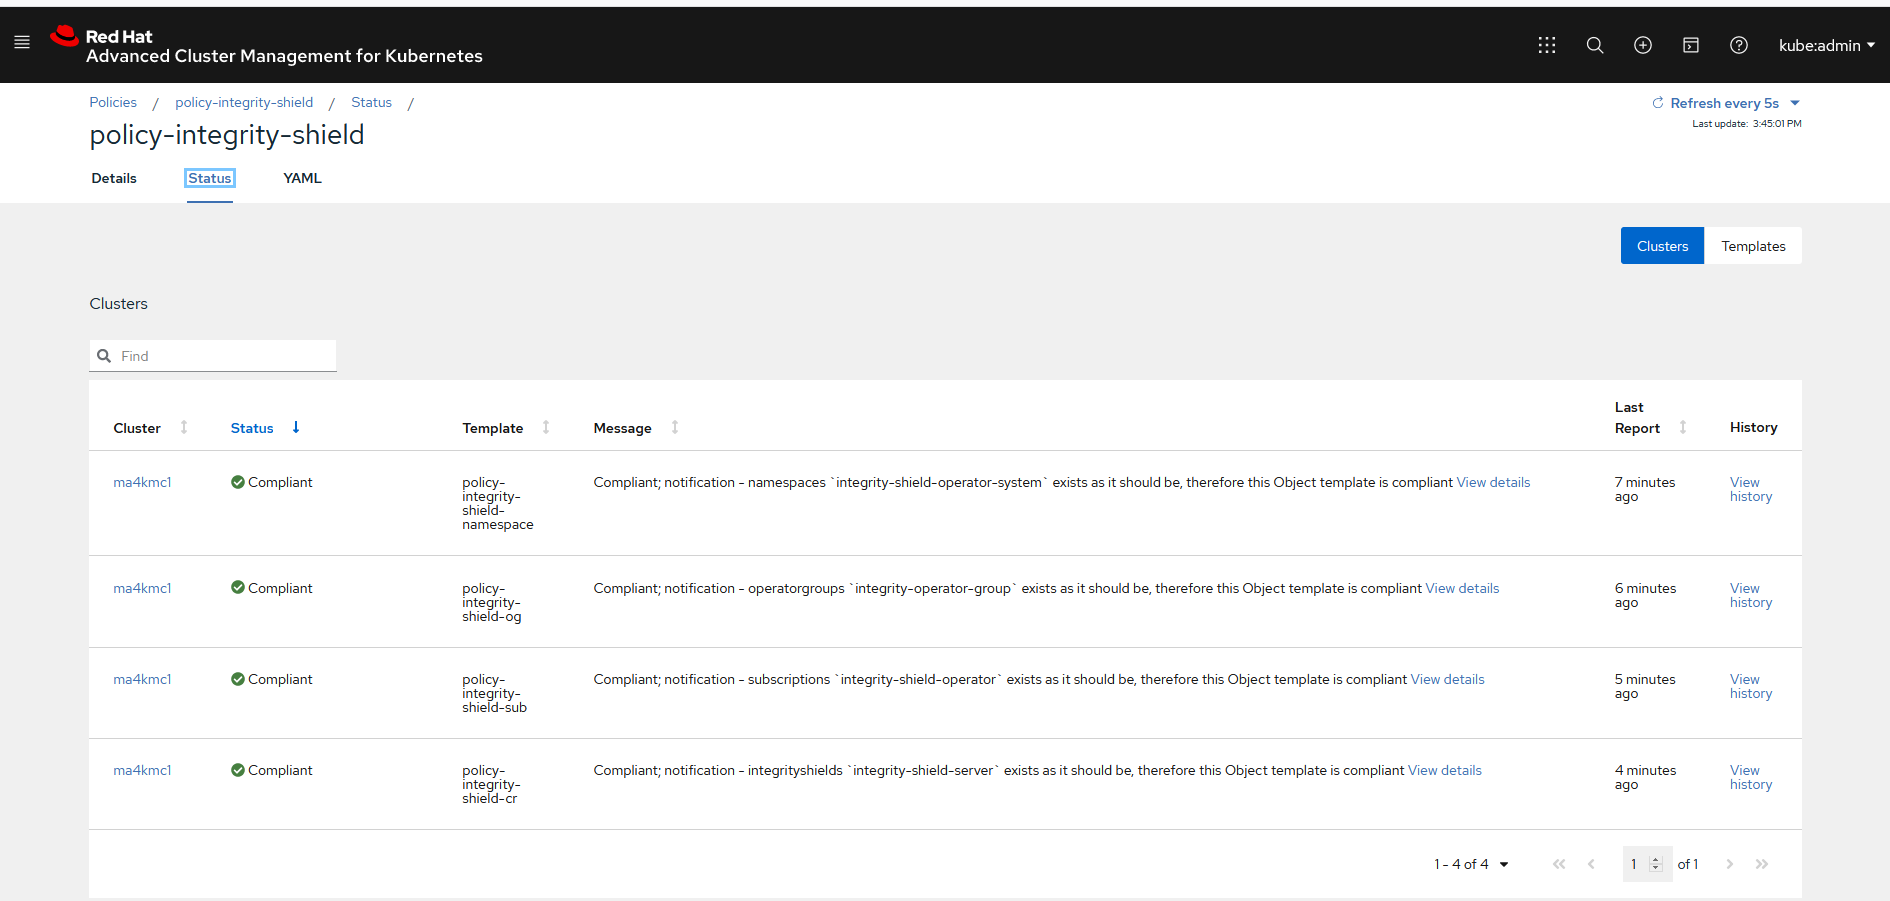 Red Hat
Advanced Cluster Management for Kubernetes
kube:admin
Policies / policy-integrity-shield / Status /
Refresh every 5s
Last update: 3:45:01 PM
policy-integrity-shield
Details Status YAML
Clusters Templates
Clusters
Find
Cluster Status Template Message Last Report History
ma4kmc1 Compliant policy-integrity-shield-namespace Compliant; notification - namespaces `integrity-shield-operator-system` exists as it should be, therefore this Object template is compliant View details 7 minutes ago View history
ma4kmc1 Compliant policy-integrity-shield-og Compliant; notification - operatorgroups `integrity-operator-group` exists as it should be, therefore this Object template is compliant View details 6 minutes ago View history
ma4kmc1 Compliant policy-integrity-shield-sub Compliant; notification - subscriptions `integrity-shield-operator` exists as it should be, therefore this Object template is compliant View details 5 minutes ago View history
ma4kmc1 Compliant policy-integrity-shield-cr Compliant; notification - integrityshields `integrity-shield-server` exists as it should be, therefore this Object template is compliant View details 4 minutes ago View history
1 - 4 of 4 1 of 1